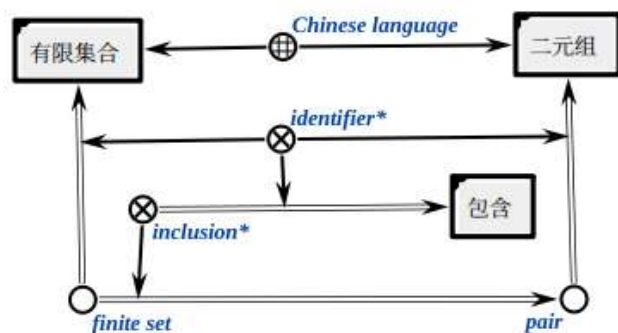 Chinese language
有限集合
二元组
identifier*
包含
inclusion*
finite set
pair